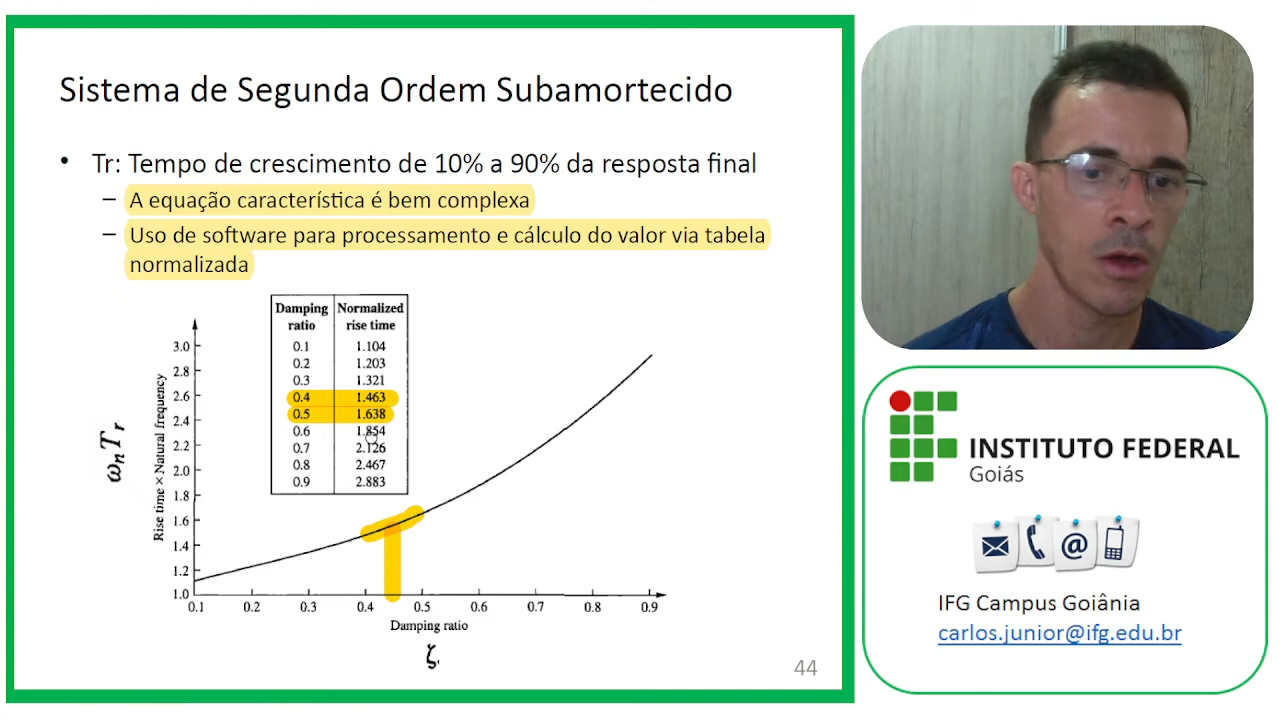 Sistema de Segunda Ordem Subamortecido
• Tr: Tempo de crescimento de 10% a 90% da resposta final
– A equação característica é bem complexa
– Uso de software para processamento e cálculo do valor via tabela
normalizada
Damping ratio Normalized rise time
0.1 1.104
0.2 1.203
0.3 1.321
0.4 1.463
0.5 1.638
0.6 1.854
0.7 2.126
0.8 2.467
0.9 2.883
ωnTr
Rise time × Natural frequency
3.0
2.8
2.6
2.4
2.2
2.0
1.8
1.6
1.4
1.2
1.0
0.1 0.2 0.3 0.4 0.5 0.6 0.7 0.8 0.9
Damping ratio
ζ
44
INSTITUTO FEDERAL
Goiás
@
IFG Campus Goiânia
carlos.junior@ifg.edu.br